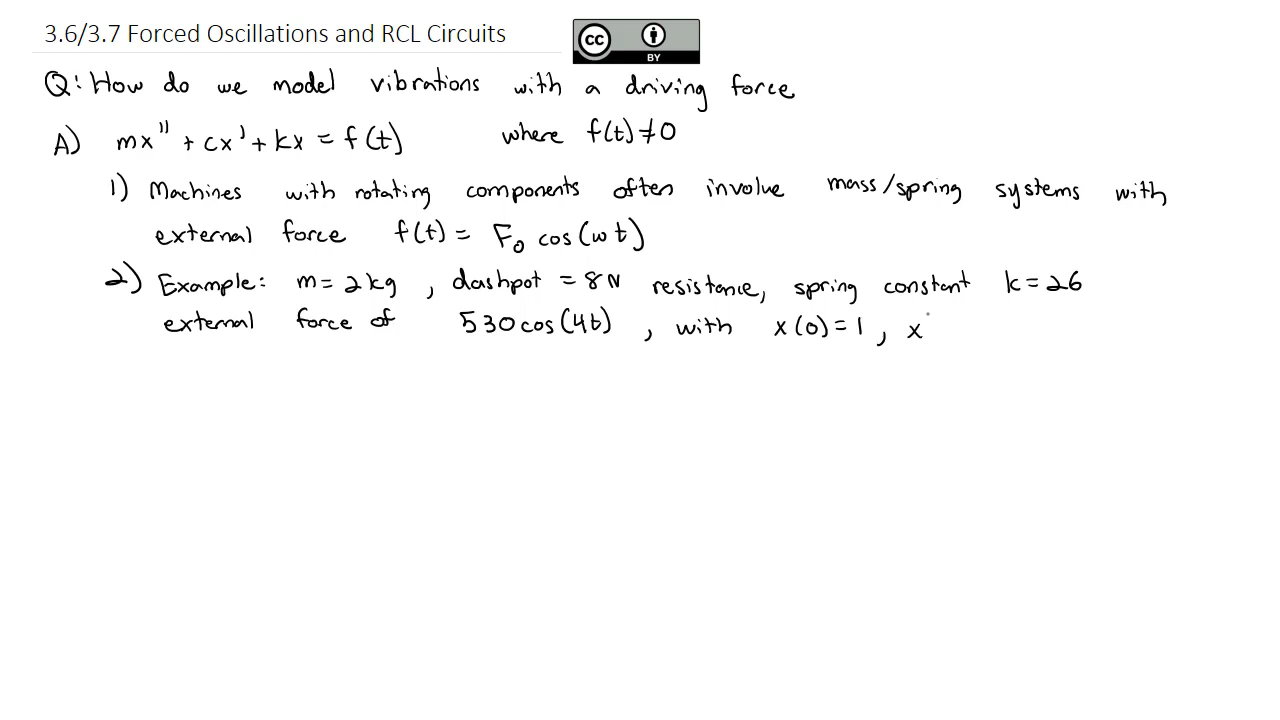 3.6/3.7 Forced Oscillations and RCL Circuits
cc BY
Q: How do we model vibrations with a driving force
A) mx'' + cx' + kx = f(t) where f(t) ≠ 0
1) Machines with rotating components often involve mass/spring systems with
external force f(t) = F₀ cos(ωt)
2) Example: m = 2kg, dashpot = 8N resistance, spring constant k = 26
external force of 530cos(4t), with x(0) = 1, x